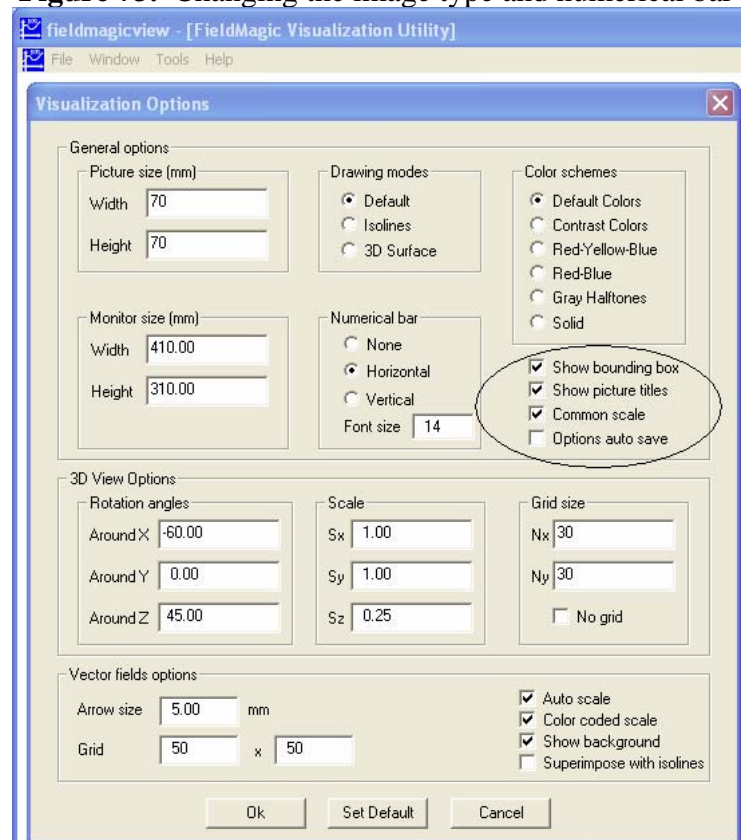 Changing the image type and numerical bar
fieldmagicview - [FieldMagic Visualization Utility]
File Window Tools Help
Visualization Options
General options
Picture size (mm)
Width 70
Height 70
Drawing modes
Default
Isolines
3D Surface
Color schemes
Default Colors
Contrast Colors
Red-Yellow-Blue
Red-Blue
Gray Halftones
Solid
Monitor size (mm)
Width 410.00
Height 310.00
Numerical bar
None
Horizontal
Vertical
Font size 14
Show bounding box
Show picture titles
Common scale
Options auto save
3D View Options
Rotation angles
Around X -60.00
Around Y 0.00
Around Z 45.00
Scale
Sx 1.00
Sy 1.00
Sz 0.25
Grid size
Nx 30
Ny 30
No grid
Vector fields options
Arrow size 5.00 mm
Grid 50 x 50
Auto scale
Color coded scale
Show background
Superimpose with isolines
Ok Set Default Cancel